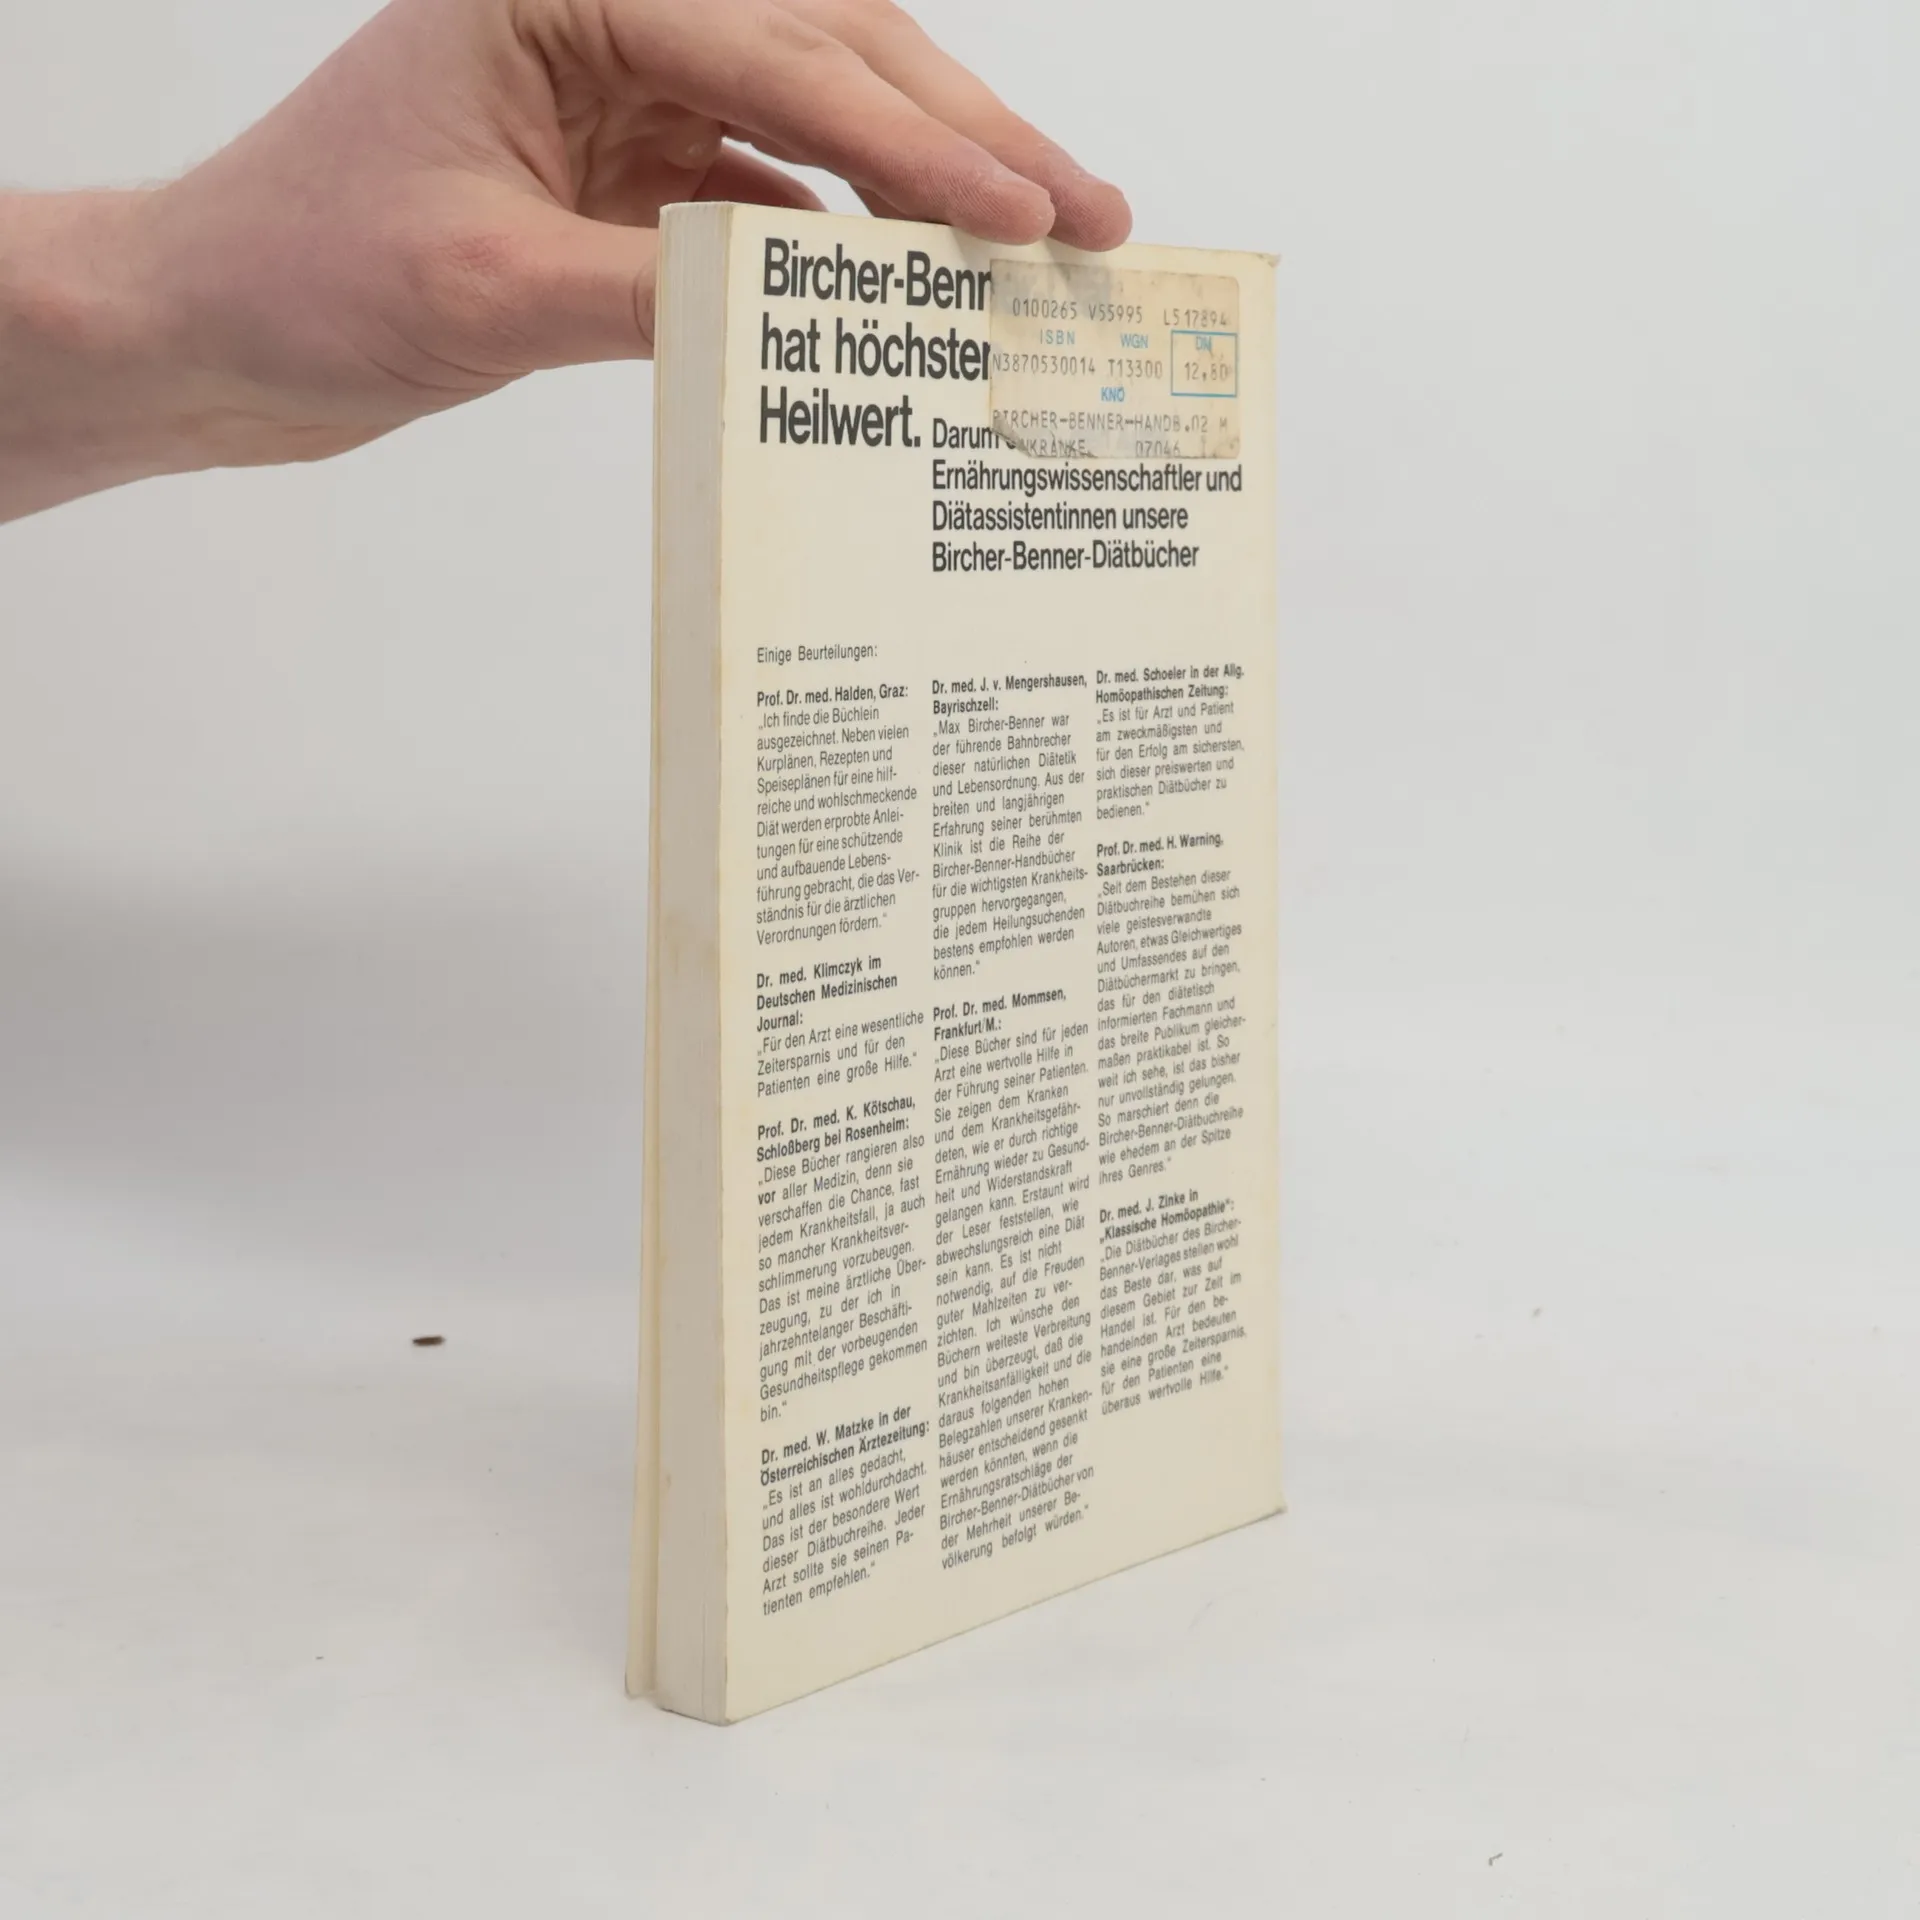 Bircher-Benn
hat höchsten
Heilwert.
0100265 V55995 L517894
ISBN WGN DM
N3870530014 T13300 12,80
KNÖ
BIRCHER-BENNER-HANDB.02 M
07046
Darum
Ernährungswissenschaftler und
Diätassistentinnen unsere
Bircher-Benner-Diätbücher
Einige Beurteilungen:
Prof. Dr. med. Halden, Graz:
„Ich finde die Büchlein
ausgezeichnet. Neben vielen
Kurplänen, Rezepten und
Speiseplänen für eine hilf-
reiche und wohlschmeckende
Diät werden erprobte Anlei-
tungen für eine schützende
und aufbauende Lebens-
führung gebracht, die das Ver-
ständnis für die ärztlichen
Verordnungen fördern.“
Dr. med. Klimczyk im
Deutschen Medizinischen
Journal:
„Für den Arzt eine wesentliche
Zeitersparnis und für den
Patienten eine große Hilfe.“
Prof. Dr. med. K. Kötschau,
Schloßberg bei Rosenheim:
„Diese Bücher rangieren also
vor aller Medizin, denn sie
verschaffen die Chance, fast
jedem Krankheitsfall, ja auch
so mancher Krankheitsver-
schlimmerung vorzubeugen.
Das ist meine ärztliche Über-
zeugung, zu der ich in
jahrzehntelanger Beschäfti-
gung mit der vorbeugenden
Gesundheitspflege gekommen
bin.“
Dr. med. W. Matzke in der
Österreichischen Ärztezeitung:
„Es ist an alles gedacht,
und alles ist wohldurchdacht.
Das ist der besondere Wert
dieser Diätbuchreihe. Jeder
Arzt sollte sie seinen Pa-
tienten empfehlen.“
Dr. med. J. v. Mengershausen,
Bayrischzell:
„Max Bircher-Benner war
der führende Bahnbrecher
dieser natürlichen Diätetik
und Lebensordnung. Aus der
breiten und langjährigen
Erfahrung seiner berühmten
Klinik ist die Reihe der
Bircher-Benner-Handbücher
für die wichtigsten Krankheits-
gruppen hervorgegangen,
die jedem Heilungsuchenden
bestens empfohlen werden
können.“
Prof. Dr. med. Mommsen,
Frankfurt/M.:
„Diese Bücher sind für jeden
Arzt eine wertvolle Hilfe in
der Führung seiner Patienten.
Sie zeigen dem Kranken
und dem Krankheitsgefähr-
deten, wie er durch richtige
Ernährung wieder zu Gesund-
heit und Widerstandskraft
gelangen kann. Erstaunt wird
der Leser feststellen, wie
abwechslungsreich eine Diät
sein kann. Es ist nicht
notwendig, auf die Freuden
guter Mahlzeiten zu ver-
zichten. Ich wünsche den
Büchern weiteste Verbreitung
und bin überzeugt, daß die
Krankheitsanfälligkeit und die
daraus folgenden hohen
Belegzahlen unserer Kranken-
häuser entscheidend gesenkt
werden könnten, wenn die
Ernährungsratschläge der
Bircher-Benner-Diätbücher von
der Mehrheit unserer Be-
völkerung befolgt würden.“
Dr. med. Schoeler in der Allg.
Homöopathischen Zeitung:
„Es ist für Arzt und Patient
am zweckmäßigsten und
für den Erfolg am sichersten,
sich dieser preiswerten und
praktischen Diätbücher zu
bedienen.“
Prof. Dr. med. H. Warning,
Saarbrücken:
„Seit dem Bestehen dieser
Diätbuchreihe bemühen sich
viele geistesverwandte
Autoren, etwas Gleichwertiges
und Umfassendes auf den
Diätbüchermarkt zu bringen,
das für den diätetisch
informierten Fachmann und
das breite Publikum gleicher-
maßen praktikabel ist. So
weit ich sehe, ist das bisher
nur unvollständig gelungen.
So marschiert denn die
Bircher-Benner-Diätbuchreihe
wie ehedem an der Spitze
ihres Genres.“
Dr. med. J. Zinke in
„Klassische Homöopathie“:
„Die Diätbücher des Bircher-
Benner-Verlages stellen wohl
das Beste dar, was auf
diesem Gebiet zur Zeit im
Handel ist. Für den be-
handelnden Arzt bedeuten
sie eine große Zeitersparnis,
für den Patienten eine
überaus wertvolle Hilfe.“